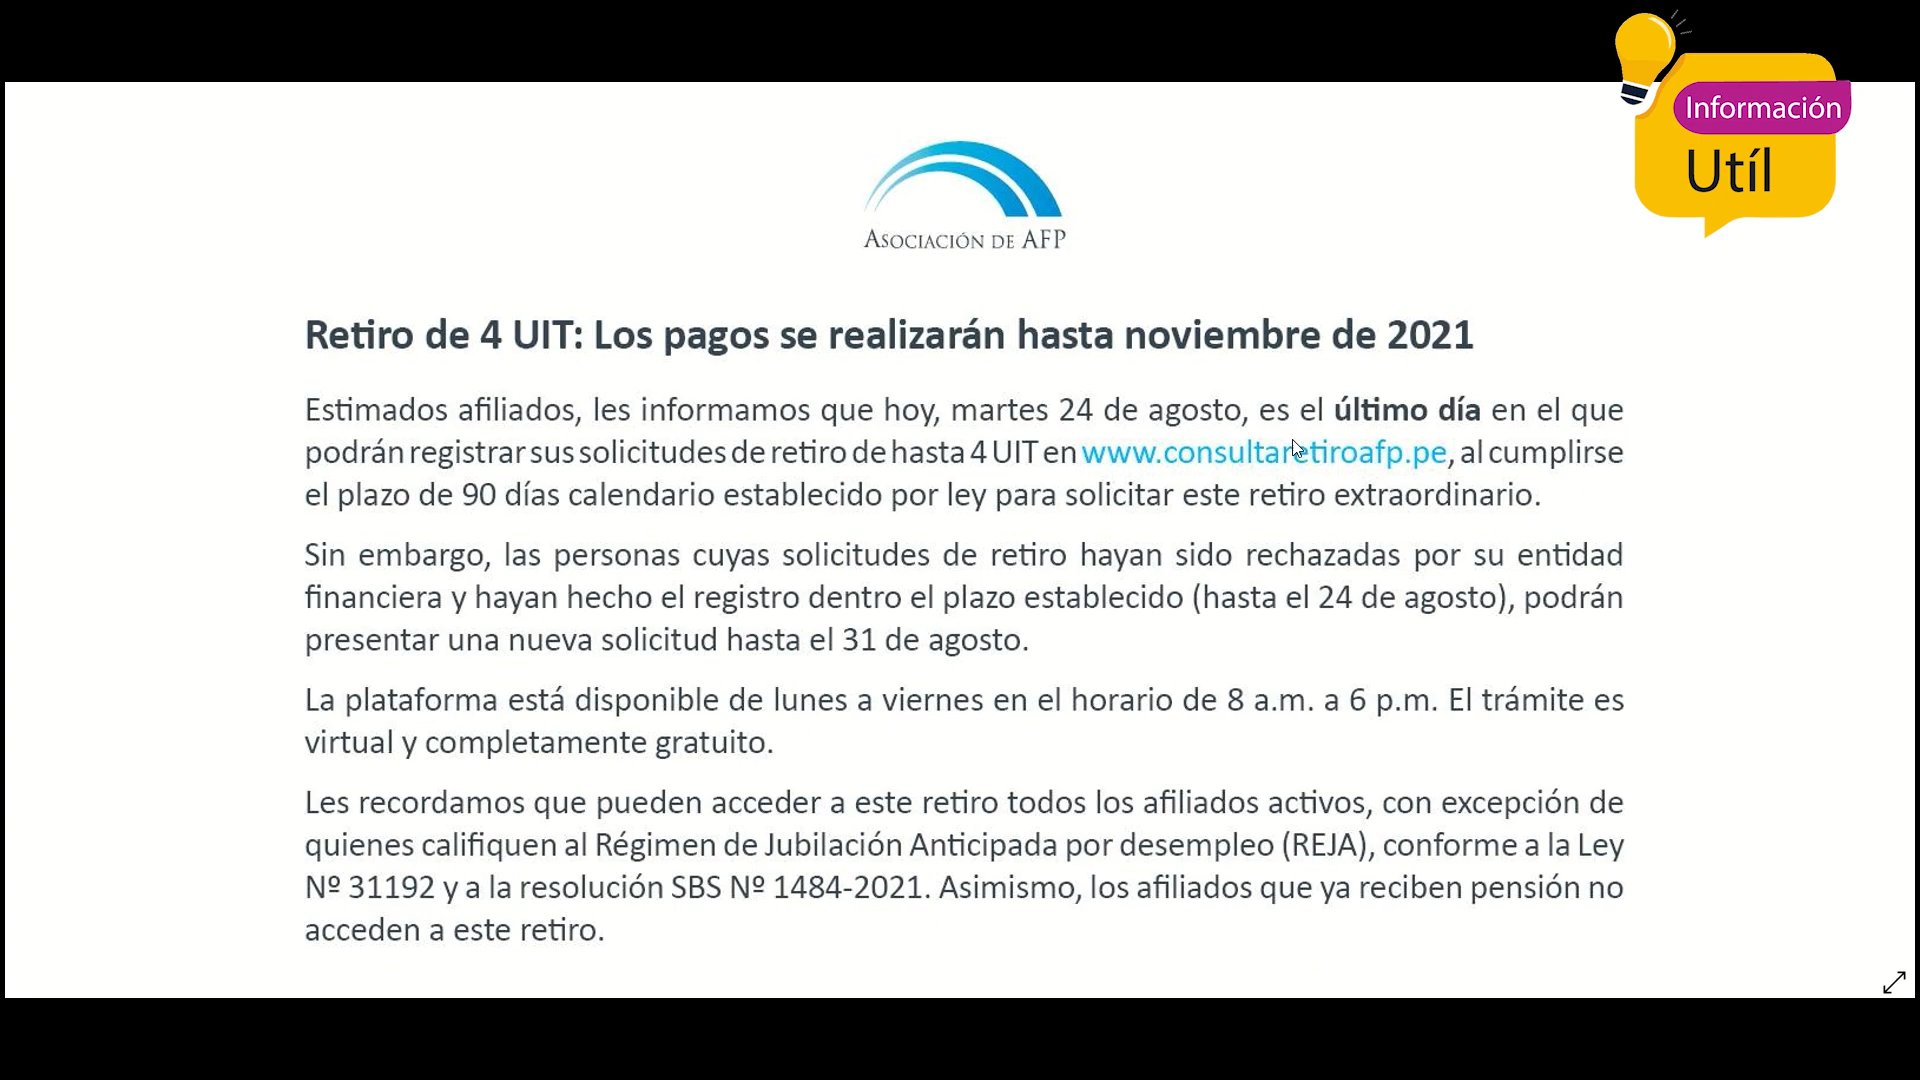 Información
Utíl
ASOCIACIÓN DE AFP
Retiro de 4 UIT: Los pagos se realizarán hasta noviembre de 2021
Estimados afiliados, les informamos que hoy, martes 24 de agosto, es el último día en el que
podrán registrar sus solicitudes de retiro de hasta 4 UIT en www.consultaretiroafp.pe, al cumplirse
el plazo de 90 días calendario establecido por ley para solicitar este retiro extraordinario.
Sin embargo, las personas cuyas solicitudes de retiro hayan sido rechazadas por su entidad
financiera y hayan hecho el registro dentro el plazo establecido (hasta el 24 de agosto), podrán
presentar una nueva solicitud hasta el 31 de agosto.
La plataforma está disponible de lunes a viernes en el horario de 8 a.m. a 6 p.m. El trámite es
virtual y completamente gratuito.
Les recordamos que pueden acceder a este retiro todos los afiliados activos, con excepción de
quienes califiquen al Régimen de Jubilación Anticipada por desempleo (REJA), conforme a la Ley
Nº 31192 y a la resolución SBS Nº 1484-2021. Asimismo, los afiliados que ya reciben pensión no
acceden a este retiro.